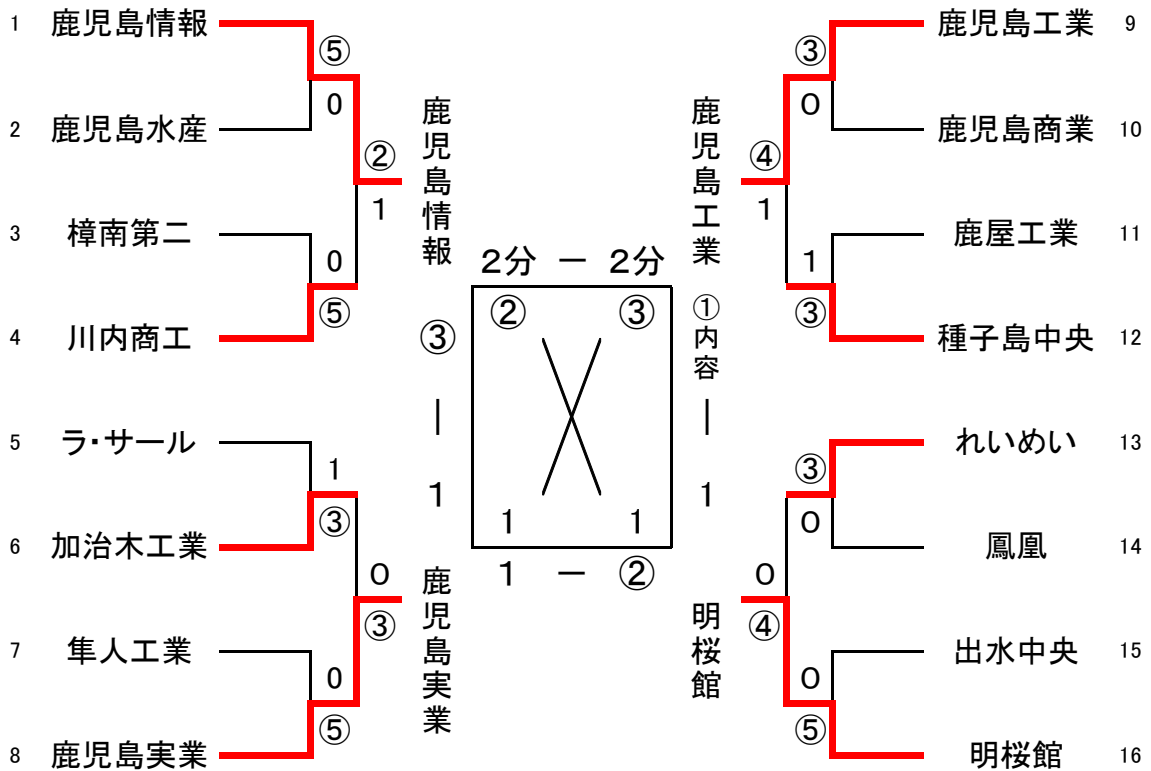 1 鹿児島情報
⑤
0
2 鹿児島水産
②
1
3 樟南第二
0
⑤
4 川内商工
5 ラ・サール
1
③
6 加治木工業
0
③
7 隼人工業
0
⑤
8 鹿児島実業
鹿児島情報
③
|
1
鹿児島実業
2分 − 2分
② ③
1 1
1 − ②
鹿児島工業
①内容
|
1
明桜館
鹿児島工業 9
③
0
鹿児島商業 10
④
1
鹿屋工業 11
1
③
種子島中央 12
れいめい 13
③
0
鳳凰 14
0
④
出水中央 15
0
⑤
明桜館 16